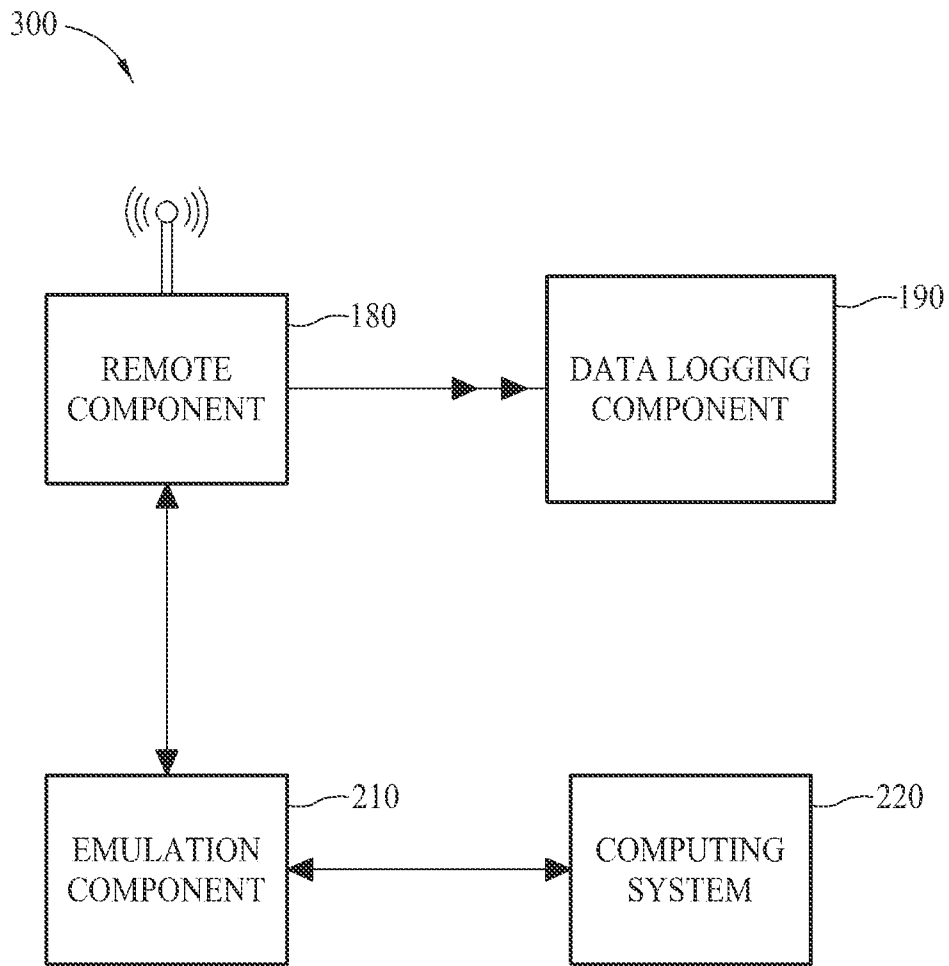 300
180
190
REMOTE
COMPONENT
DATA LOGGING
COMPONENT
210
220
EMULATION
COMPONENT
COMPUTING
SYSTEM